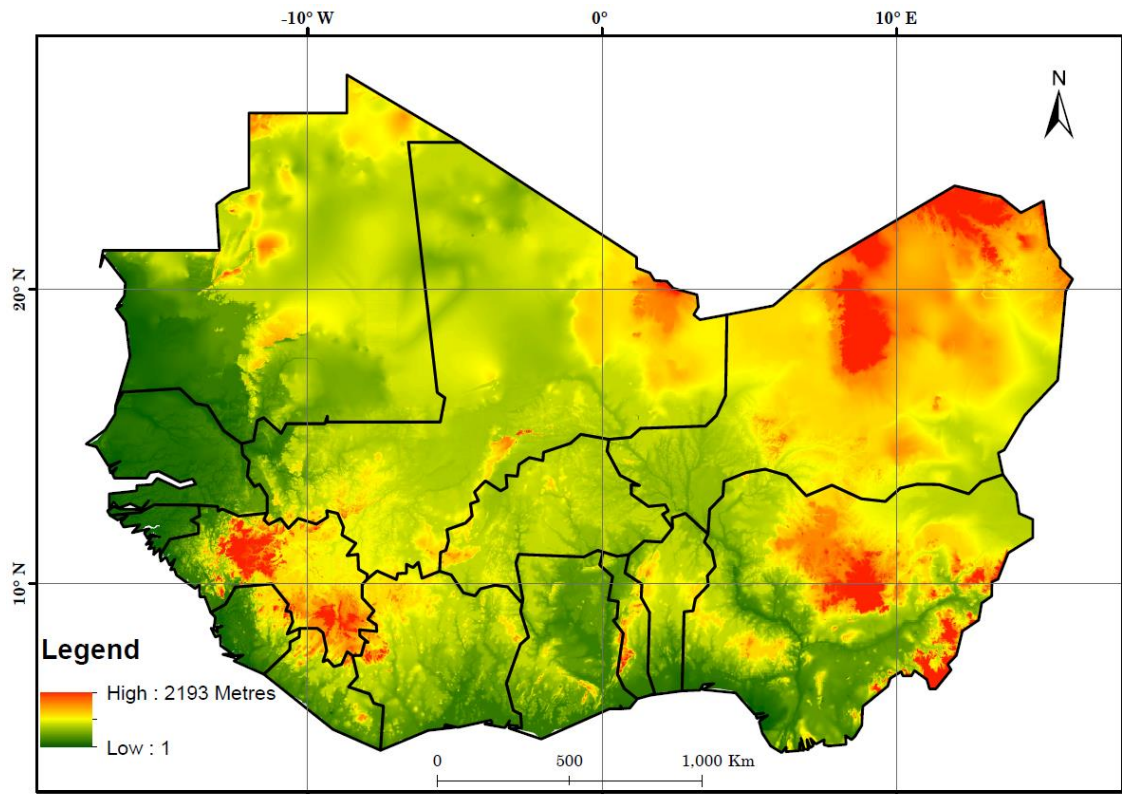 -10° W
0°
10° E
N
20° N
10° N
Legend
High : 2193 Metres
Low : 1
0
500
1,000 Km